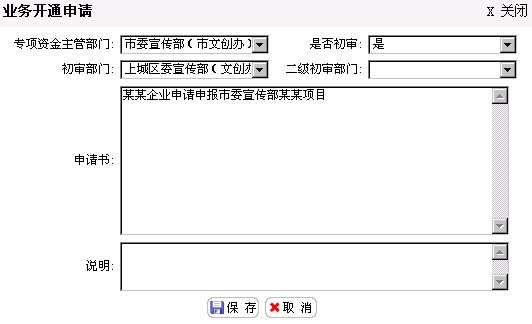 业务开通申请 X 关闭
专项资金主管部门: 市委宣传部（市文创办） 是否初审: 是
初审部门: 上城区委宣传部（文创办 二级初审部门:
申请书: 某某企业申请申报市委宣传部某某项目
说明:
保 存 取 消